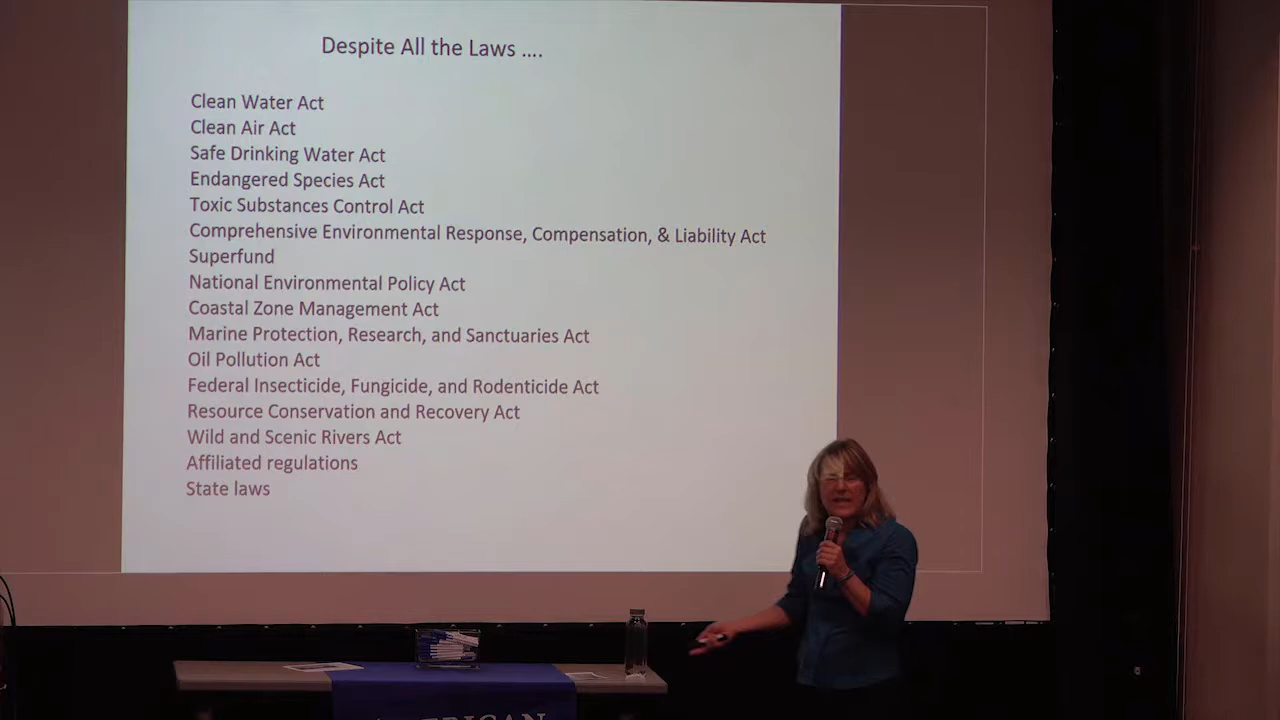 Despite All the Laws ....
Clean Water Act
Clean Air Act
Safe Drinking Water Act
Endangered Species Act
Toxic Substances Control Act
Comprehensive Environmental Response, Compensation, & Liability Act
Superfund
National Environmental Policy Act
Coastal Zone Management Act
Marine Protection, Research, and Sanctuaries Act
Oil Pollution Act
Federal Insecticide, Fungicide, and Rodenticide Act
Resource Conservation and Recovery Act
Wild and Scenic Rivers Act
Affiliated regulations
State laws
AMERICAN